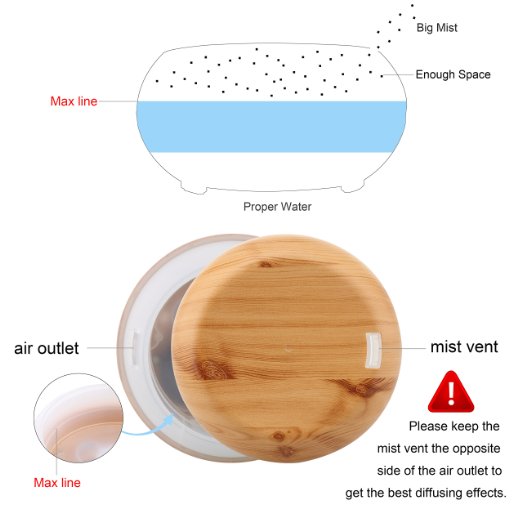 Big Mist
Enough Space
Max line
Proper Water
air outlet
mist vent
Max line
Please keep the
mist vent the opposite
side of the air outlet to
get the best diffusing effects.